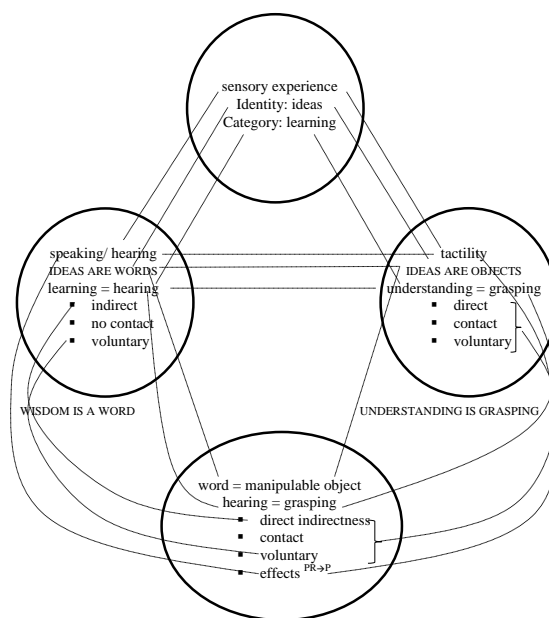 sensory experience
Identity: ideas
Category: learning
speaking/ hearing
IDEAS ARE WORDS
learning = hearing
▪ indirect
▪ no contact
▪ voluntary
WISDOM IS A WORD
tactility
IDEAS ARE OBJECTS
understanding = grasping
▪ direct
▪ contact
▪ voluntary
UNDERSTANDING IS GRASPING
word = manipulable object
hearing = grasping
▪ direct indirectness
▪ contact
▪ voluntary
▪ effects PR→P